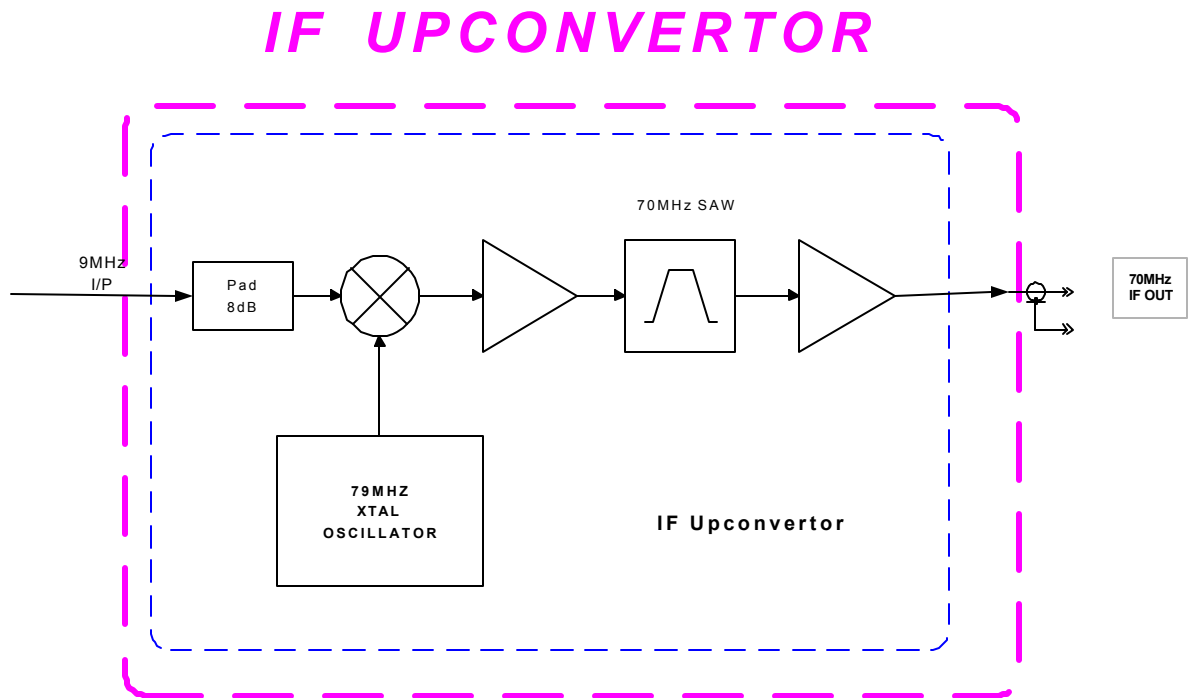 IF UPCONVERTOR
70MHz SAW
9MHz
I/P
Pad
8dB
70MHz
IF OUT
79MHZ
XTAL
OSCILLATOR
IF Upconvertor